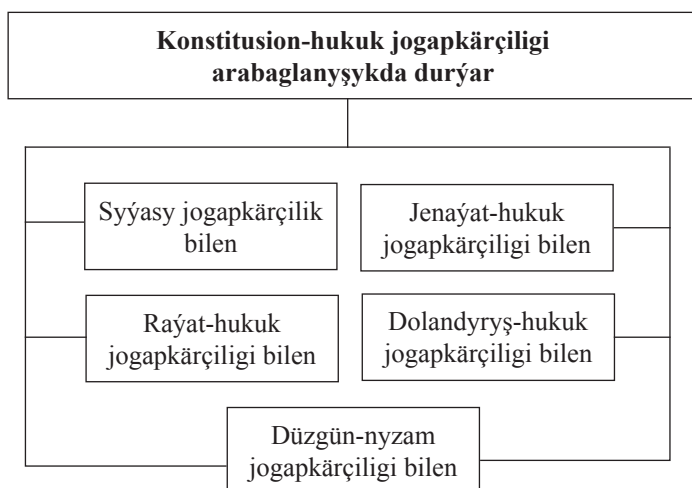 Konstitusion-hukuk jogapkärçiligi
arabaglanyşykda durýar
Syýasy jogapkärçilik
bilen
Jenaýat-hukuk
jogapkärçiligi bilen
Raýat-hukuk
jogapkärçiligi bilen
Dolandyryş-hukuk
jogapkärçiligi bilen
Düzgün-nyzam
jogapkärçiligi bilen